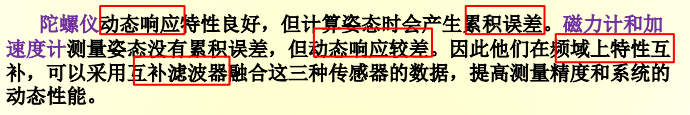 陀螺仪动态响应特性良好，但计算姿态时会产生累积误差。磁力计和加
速度计测量姿态没有累积误差，但动态响应较差。因此他们在频域上特性互
补，可以采用互补滤波器融合这三种传感器的数据，提高测量精度和系统的
动态性能。